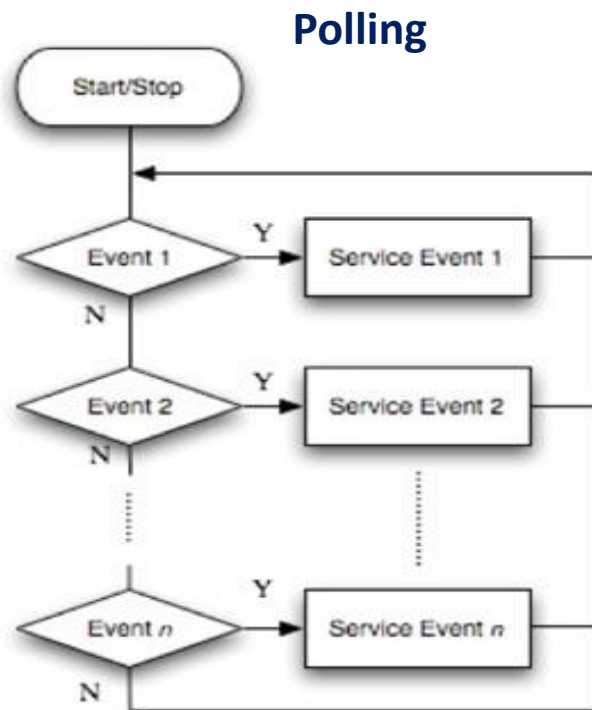 Polling
Start/Stop
Event 1
Y
Service Event 1
N
Event 2
Y
Service Event 2
N
Event n
Y
Service Event n
N